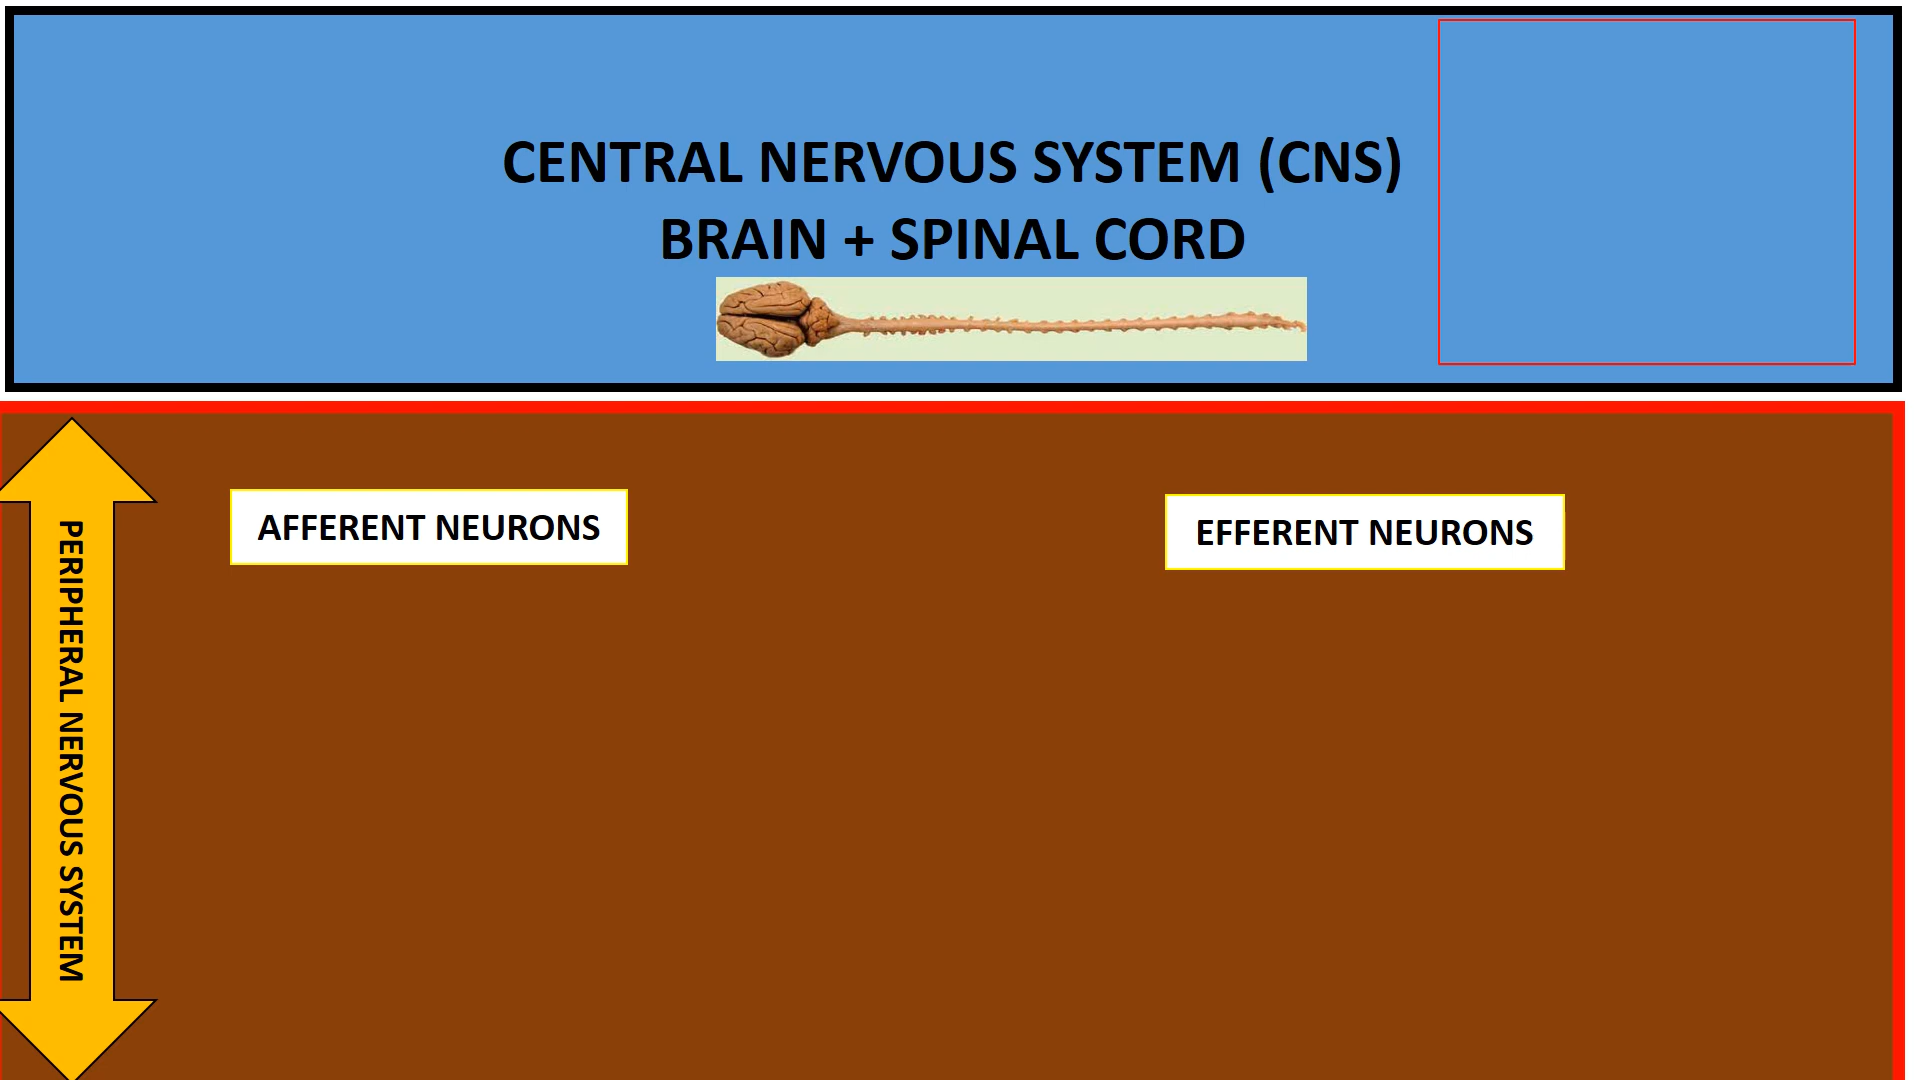 CENTRAL NERVOUS SYSTEM (CNS)
BRAIN + SPINAL CORD
AFFERENT NEURONS
EFFERENT NEURONS
PERIPHERAL NERVOUS SYSTEM